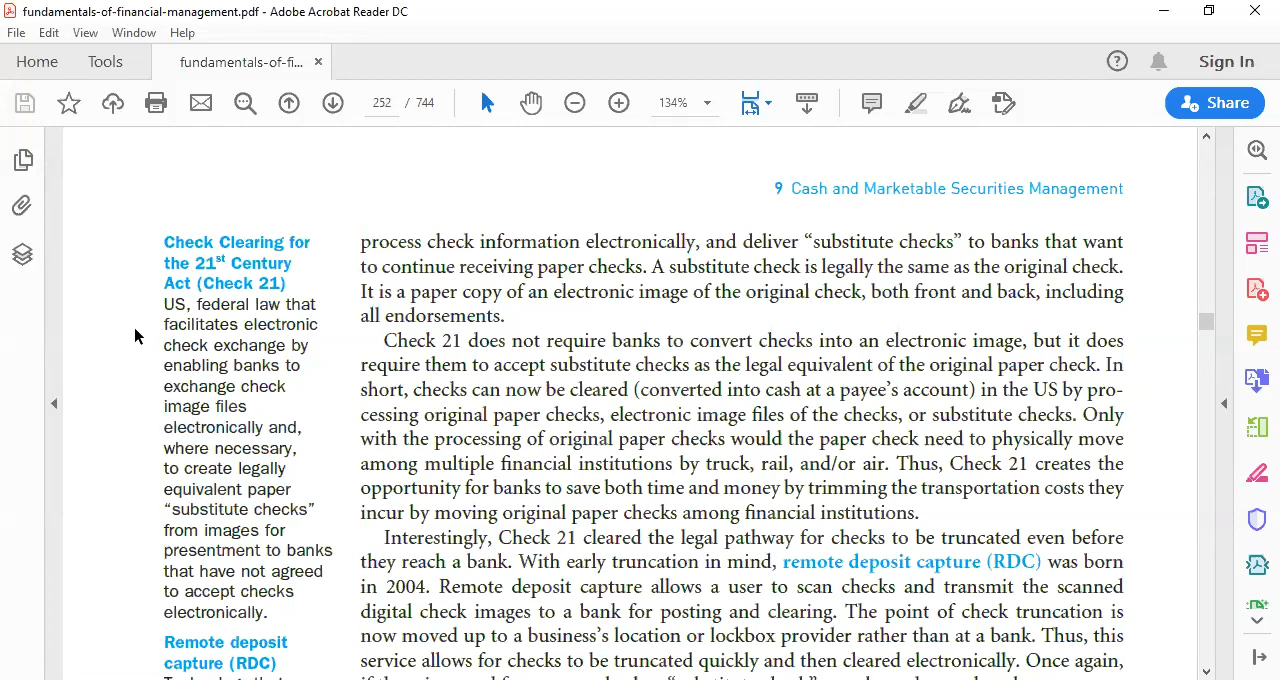 fundamentals-of-financial-management.pdf - Adobe Acrobat Reader DC
File Edit View Window Help
Home Tools fundamentals-of-fi... × Sign In
252 / 744 134% Share
9 Cash and Marketable Securities Management
Check Clearing for
the 21st Century
Act (Check 21)
US, federal law that
facilitates electronic
check exchange by
enabling banks to
exchange check
image files
electronically and,
where necessary,
to create legally
equivalent paper
“substitute checks”
from images for
presentment to banks
that have not agreed
to accept checks
electronically.
Remote deposit
capture (RDC)
process check information electronically, and deliver “substitute checks” to banks that want
to continue receiving paper checks. A substitute check is legally the same as the original check.
It is a paper copy of an electronic image of the original check, both front and back, including
all endorsements.
Check 21 does not require banks to convert checks into an electronic image, but it does
require them to accept substitute checks as the legal equivalent of the original paper check. In
short, checks can now be cleared (converted into cash at a payee’s account) in the US by pro-
cessing original paper checks, electronic image files of the checks, or substitute checks. Only
with the processing of original paper checks would the paper check need to physically move
among multiple financial institutions by truck, rail, and/or air. Thus, Check 21 creates the
opportunity for banks to save both time and money by trimming the transportation costs they
incur by moving original paper checks among financial institutions.
Interestingly, Check 21 cleared the legal pathway for checks to be truncated even before
they reach a bank. With early truncation in mind, remote deposit capture (RDC) was born
in 2004. Remote deposit capture allows a user to scan checks and transmit the scanned
digital check images to a bank for posting and clearing. The point of check truncation is
now moved up to a business’s location or lockbox provider rather than at a bank. Thus, this
service allows for checks to be truncated quickly and then cleared electronically. Once again,